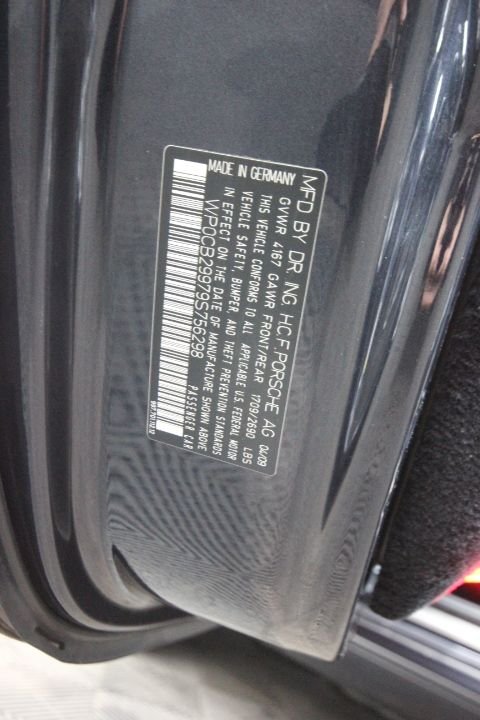 MFD BY DR. ING. H.C.F. PORSCHE AG 04/09
GVWR 4167 GAWR FRONT/REAR 1709/2690 LBS
THIS VEHICLE CONFORMS TO ALL APPLICABLE U.S. FEDERAL MOTOR
VEHICLE SAFETY, BUMPER, AND THEFT PREVENTION STANDARDS
IN EFFECT ON THE DATE OF MANUFACTURE SHOWN ABOVE
MADE IN GERMANY
WP0CB29979S756298
PASSENGER CAR